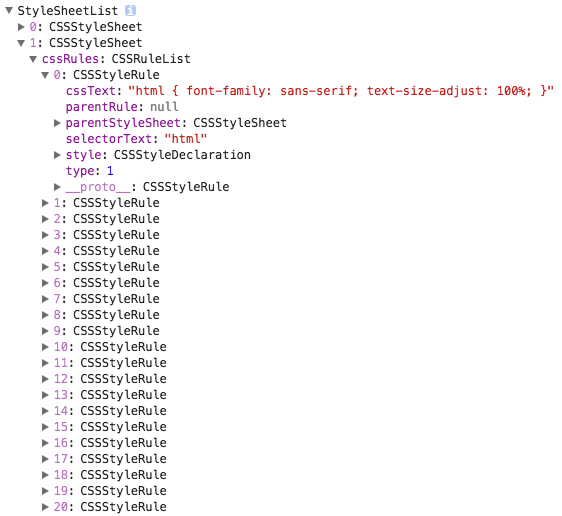 StyleSheetList i
0: CSSStyleSheet
1: CSSStyleSheet
cssRules: CSSRuleList
0: CSSStyleRule
cssText: "html { font-family: sans-serif; text-size-adjust: 100%; }"
parentRule: null
parentStyleSheet: CSSStyleSheet
selectorText: "html"
style: CSSStyleDeclaration
type: 1
__proto__: CSSStyleRule
1: CSSStyleRule
2: CSSStyleRule
3: CSSStyleRule
4: CSSStyleRule
5: CSSStyleRule
6: CSSStyleRule
7: CSSStyleRule
8: CSSStyleRule
9: CSSStyleRule
10: CSSStyleRule
11: CSSStyleRule
12: CSSStyleRule
13: CSSStyleRule
14: CSSStyleRule
15: CSSStyleRule
16: CSSStyleRule
17: CSSStyleRule
18: CSSStyleRule
19: CSSStyleRule
20: CSSStyleRule